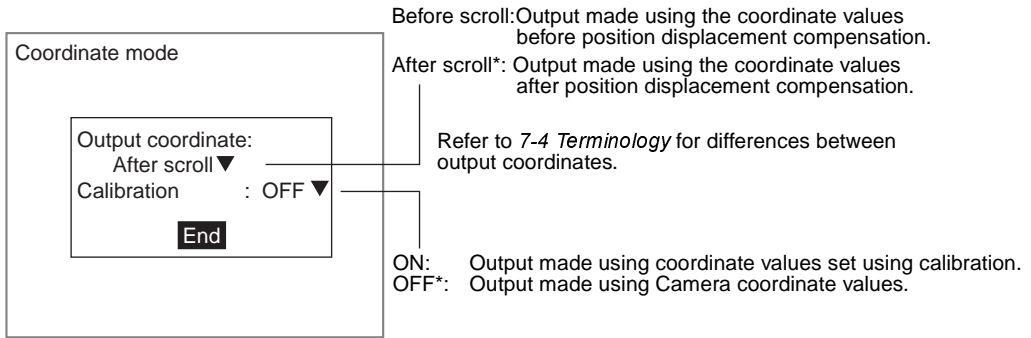 Before scroll:Output made using the coordinate values
before position displacement compensation.
Coordinate mode
After scroll*: Output made using the coordinate values
after position displacement compensation.
Output coordinate:
After scroll▼
Calibration : OFF ▼
End
Refer to 7-4 Terminology for differences between
output coordinates.
ON: Output made using coordinate values set using calibration.
OFF*: Output made using Camera coordinate values.